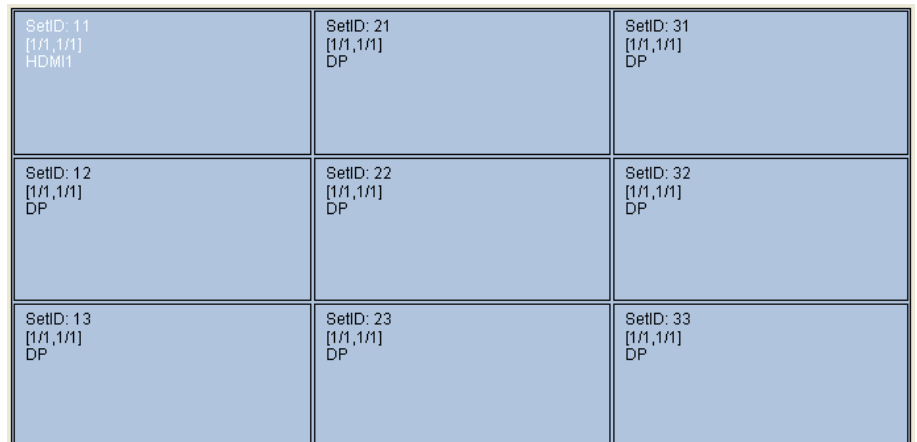 SetID: 11
[1/1,1/1]
HDMI1
SetID: 21
[1/1,1/1]
DP
SetID: 31
[1/1,1/1]
DP
SetID: 12
[1/1,1/1]
DP
SetID: 22
[1/1,1/1]
DP
SetID: 32
[1/1,1/1]
DP
SetID: 13
[1/1,1/1]
DP
SetID: 23
[1/1,1/1]
DP
SetID: 33
[1/1,1/1]
DP